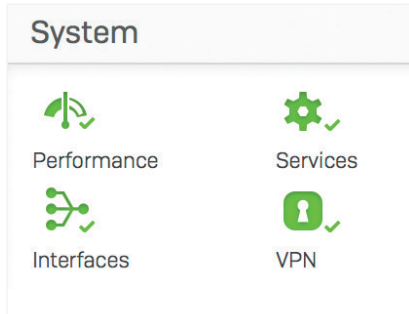 System
Performance
Services
Interfaces
VPN